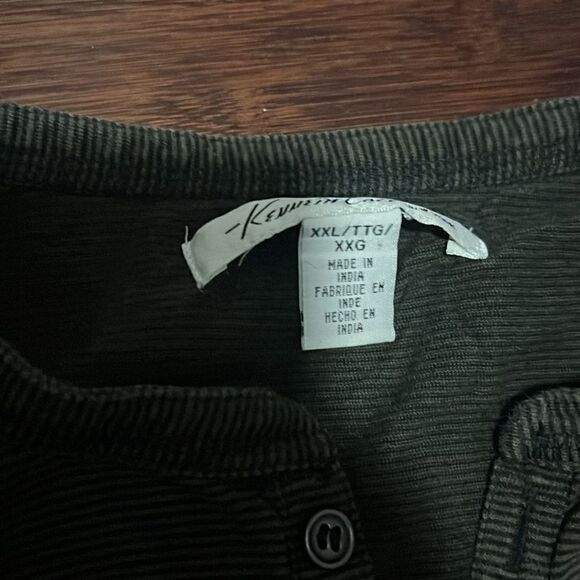 KENNETH
XXL/TTG/
XXG
MADE IN
INDIA
FABRIQUE EN
INDE
HECHO EN
INDIA